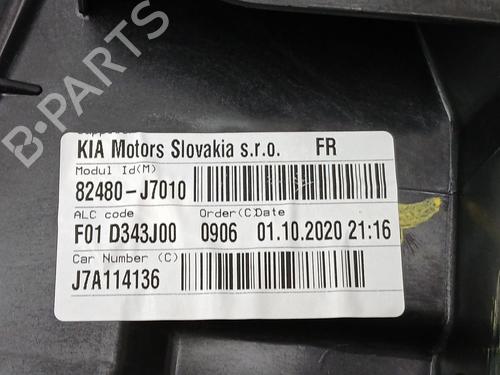 B-PARTS
KIA Motors Slovakia s.r.o. FR
Modul Id(M)
82480-J7010
ALC code Order(C)Date
F01 D343J00 0906 01.10.2020 21:16
Car Number (C)
J7A114136